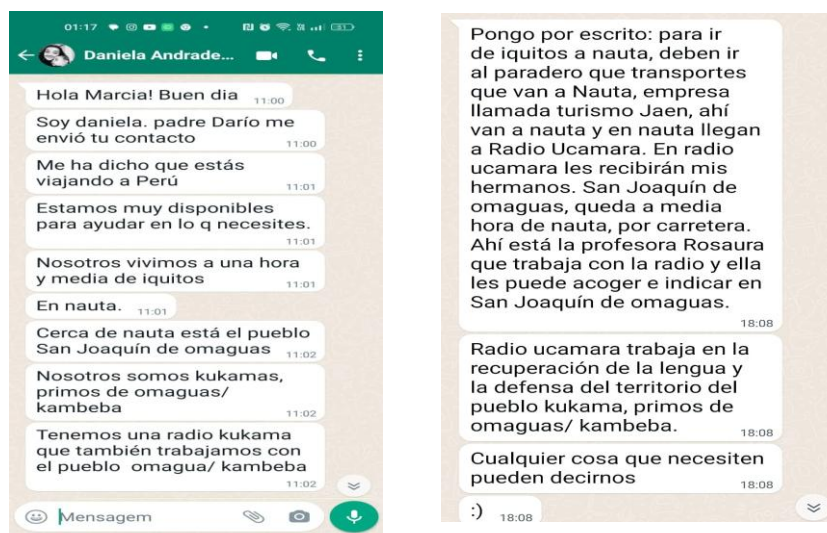 01:17
Daniela Andrade...
Hola Marcia! Buen dia 11:00
Soy daniela. padre Darío me
envió tu contacto 11:00
Me ha dicho que estás
viajando a Perú 11:01
Estamos muy disponibles
para ayudar en lo q necesites.
11:01
Nosotros vivimos a una hora
y media de iquitos 11:01
En nauta. 11:01
Cerca de nauta está el pueblo
San Joaquín de omaguas 11:02
Nosotros somos kukamas,
primos de omaguas/
kambeba 11:02
Tenemos una radio kukama
que también trabajamos con
el pueblo omagua/ kambeba
11:02
Mensagem
Pongo por escrito: para ir
de iquitos a nauta, deben ir
al paradero que transportes
que van a Nauta, empresa
llamada turismo Jaen, ahí
van a nauta y en nauta llegan
a Radio Ucamara. En radio
ucamara les recibirán mis
hermanos. San Joaquín de
omaguas, queda a media
hora de nauta, por carretera.
Ahí está la profesora Rosaura
que trabaja con la radio y ella
les puede acoger e indicar en
San Joaquín de omaguas.
18:08
Radio ucamara trabaja en la
recuperación de la lengua y
la defensa del territorio del
pueblo kukama, primos de
omaguas/ kambeba. 18:08
Cualquier cosa que necesiten
pueden decirnos 18:08
:) 18:08